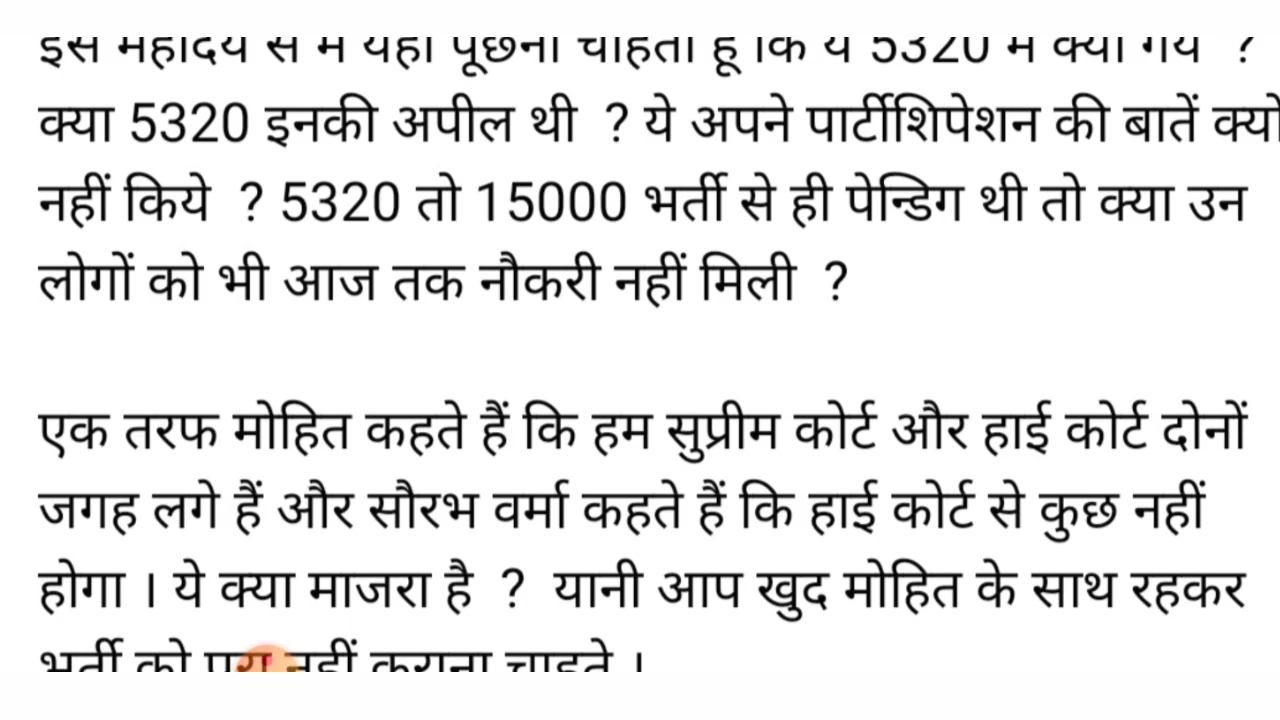 इस महोदय से मैं यही पूछना चाहता हूँ कि ये 5320 में क्यों गये ?
क्या 5320 इनकी अपील थी ? ये अपने पार्टीशिपेशन की बातें क्यों
नहीं किये ? 5320 तो 15000 भर्ती से ही पेन्डिग थी तो क्या उन
लोगों को भी आज तक नौकरी नहीं मिली ?
एक तरफ मोहित कहते हैं कि हम सुप्रीम कोर्ट और हाई कोर्ट दोनों
जगह लगे हैं और सौरभ वर्मा कहते हैं कि हाई कोर्ट से कुछ नहीं
होगा । ये क्या माजरा है ? यानी आप खुद मोहित के साथ रहकर
भर्ती को पूरा नहीं कराना चाहते ।